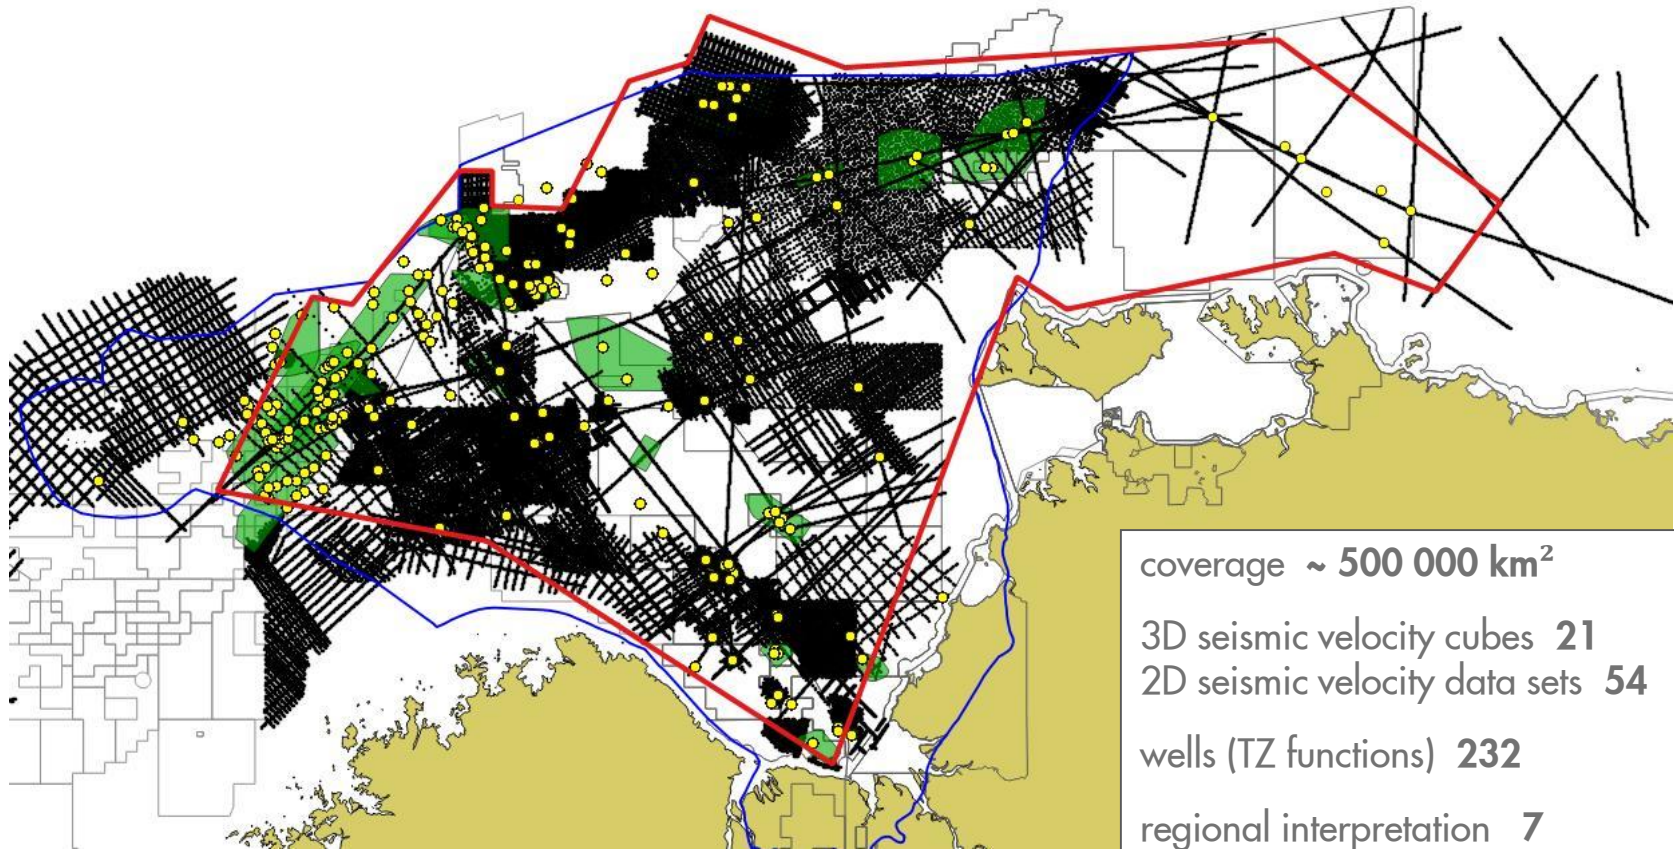 coverage ~ 500 000 km²
3D seismic velocity cubes 21
2D seismic velocity data sets 54
wells (TZ functions) 232
regional interpretation 7